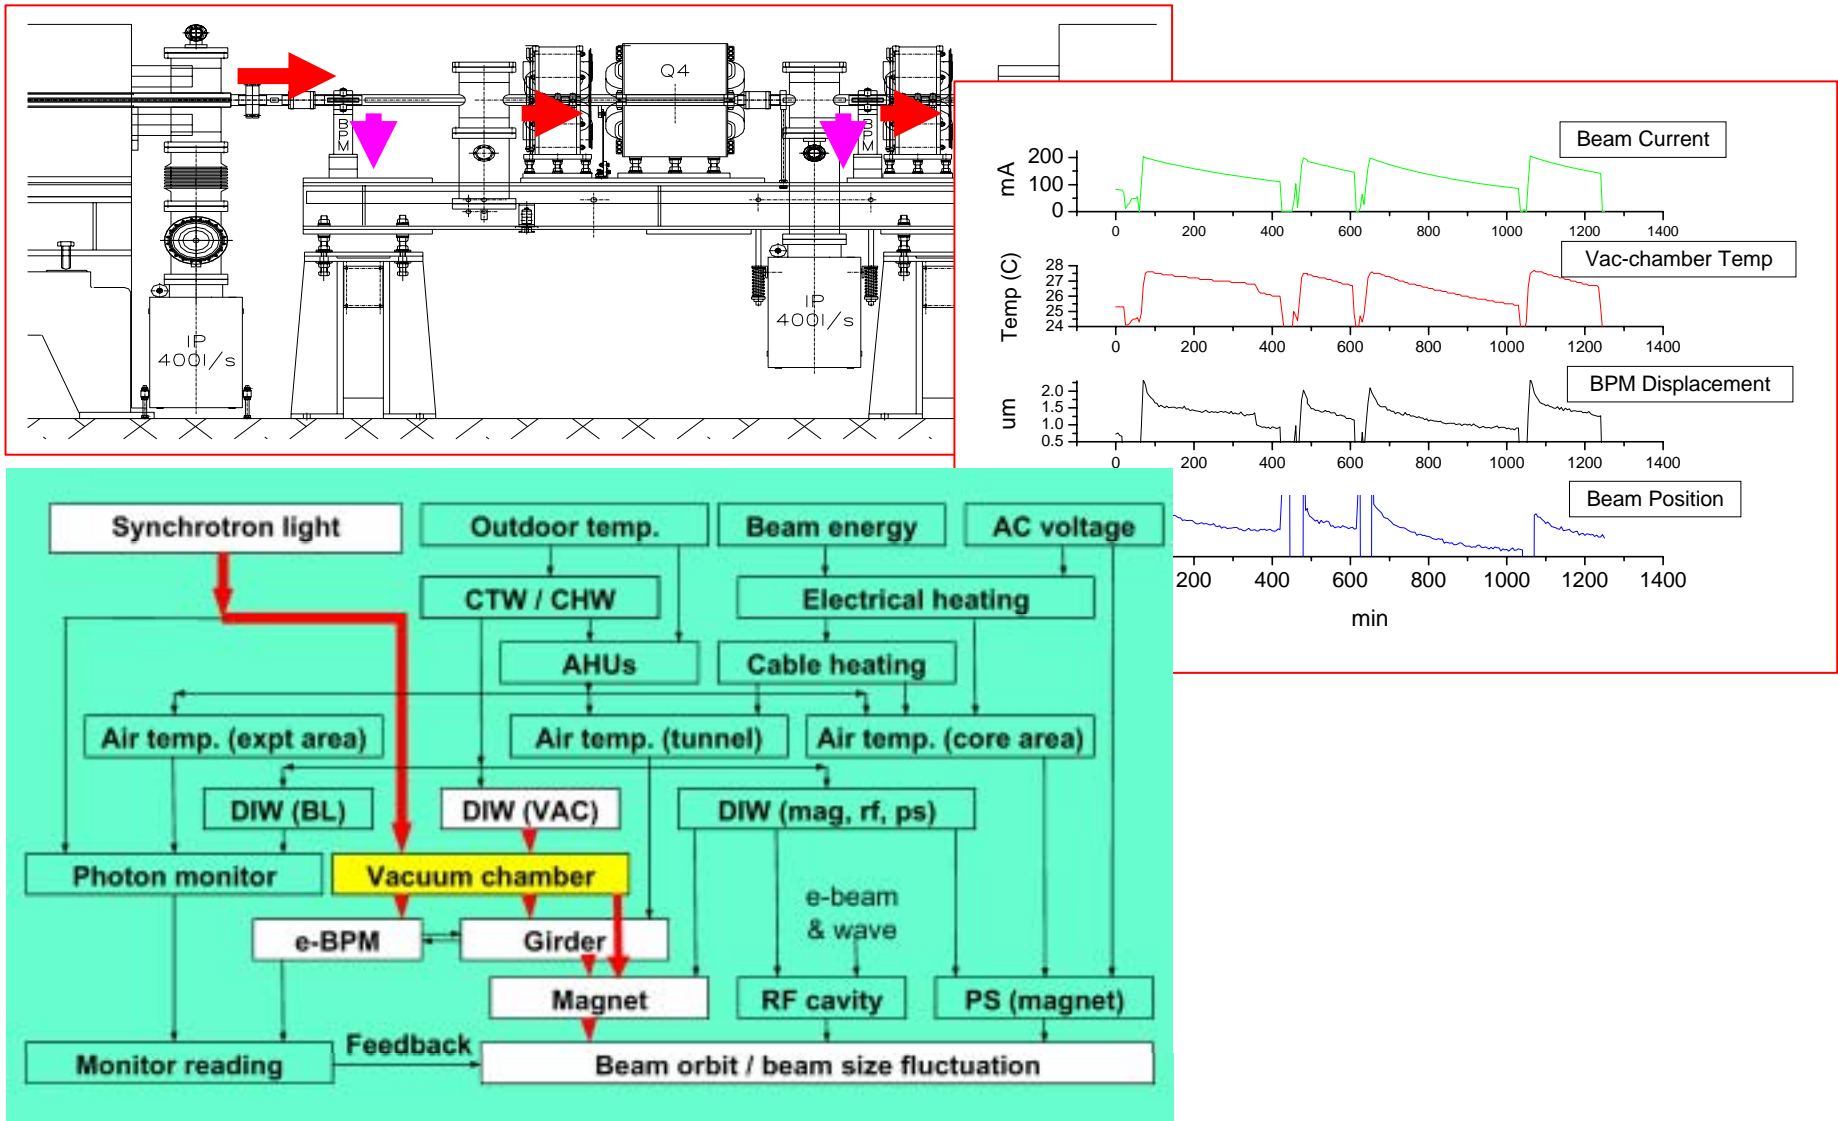 Q4
BPM
BPM
IP
400l/s
IP
400l/s
Beam Current
mA
200
100
0
0 200 400 600 800 1000 1200 1400
Vac-chamber Temp
Temp (C)
28
27
26
25
24
0 200 400 600 800 1000 1200 1400
BPM Displacement
um
2.0
1.5
1.0
0.5
0 200 400 600 800 1000 1200 1400
Beam Position
200 400 600 800 1000 1200 1400
min
Synchrotron light
Outdoor temp.
Beam energy
AC voltage
CTW / CHW
Electrical heating
AHUs
Cable heating
Air temp. (expt area)
Air temp. (tunnel)
Air temp. (core area)
DIW (BL)
DIW (VAC)
DIW (mag, rf, ps)
Photon monitor
Vacuum chamber
e-beam
& wave
e-BPM
Girder
Magnet
RF cavity
PS (magnet)
Monitor reading
Feedback
Beam orbit / beam size fluctuation